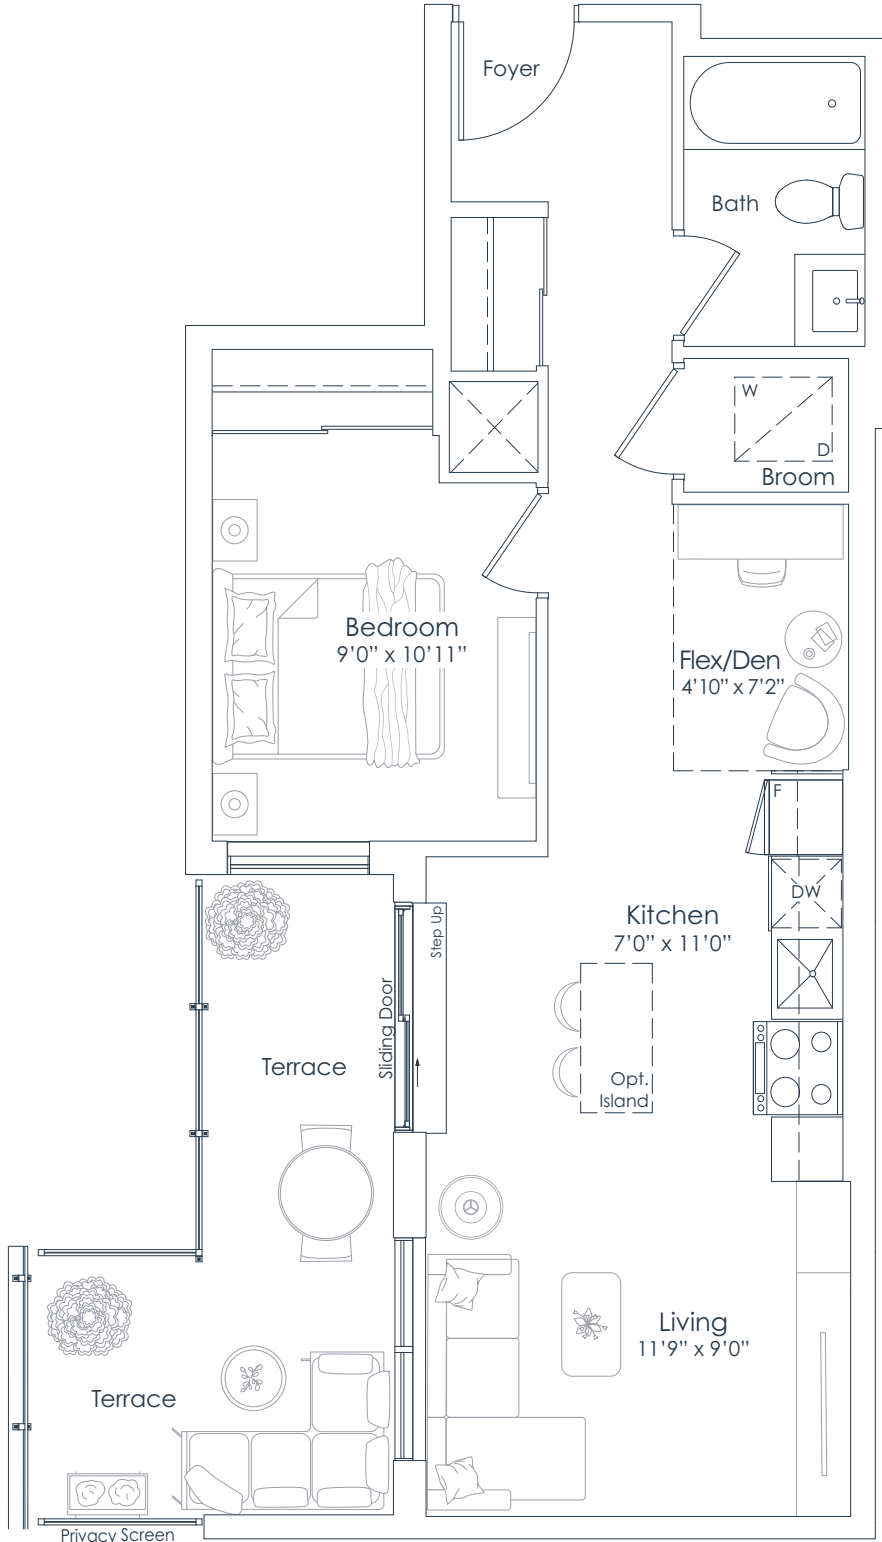 Foyer
Bath
W
D
Broom
Bedroom
9’0” x 10’11”
Flex/Den
4’10” x 7’2”
F
DW
Kitchen
7’0” x 11’0”
Step Up
Sliding Door
Terrace
Opt.
Island
Living
11’9” x 9’0”
Terrace
Privacy Screen